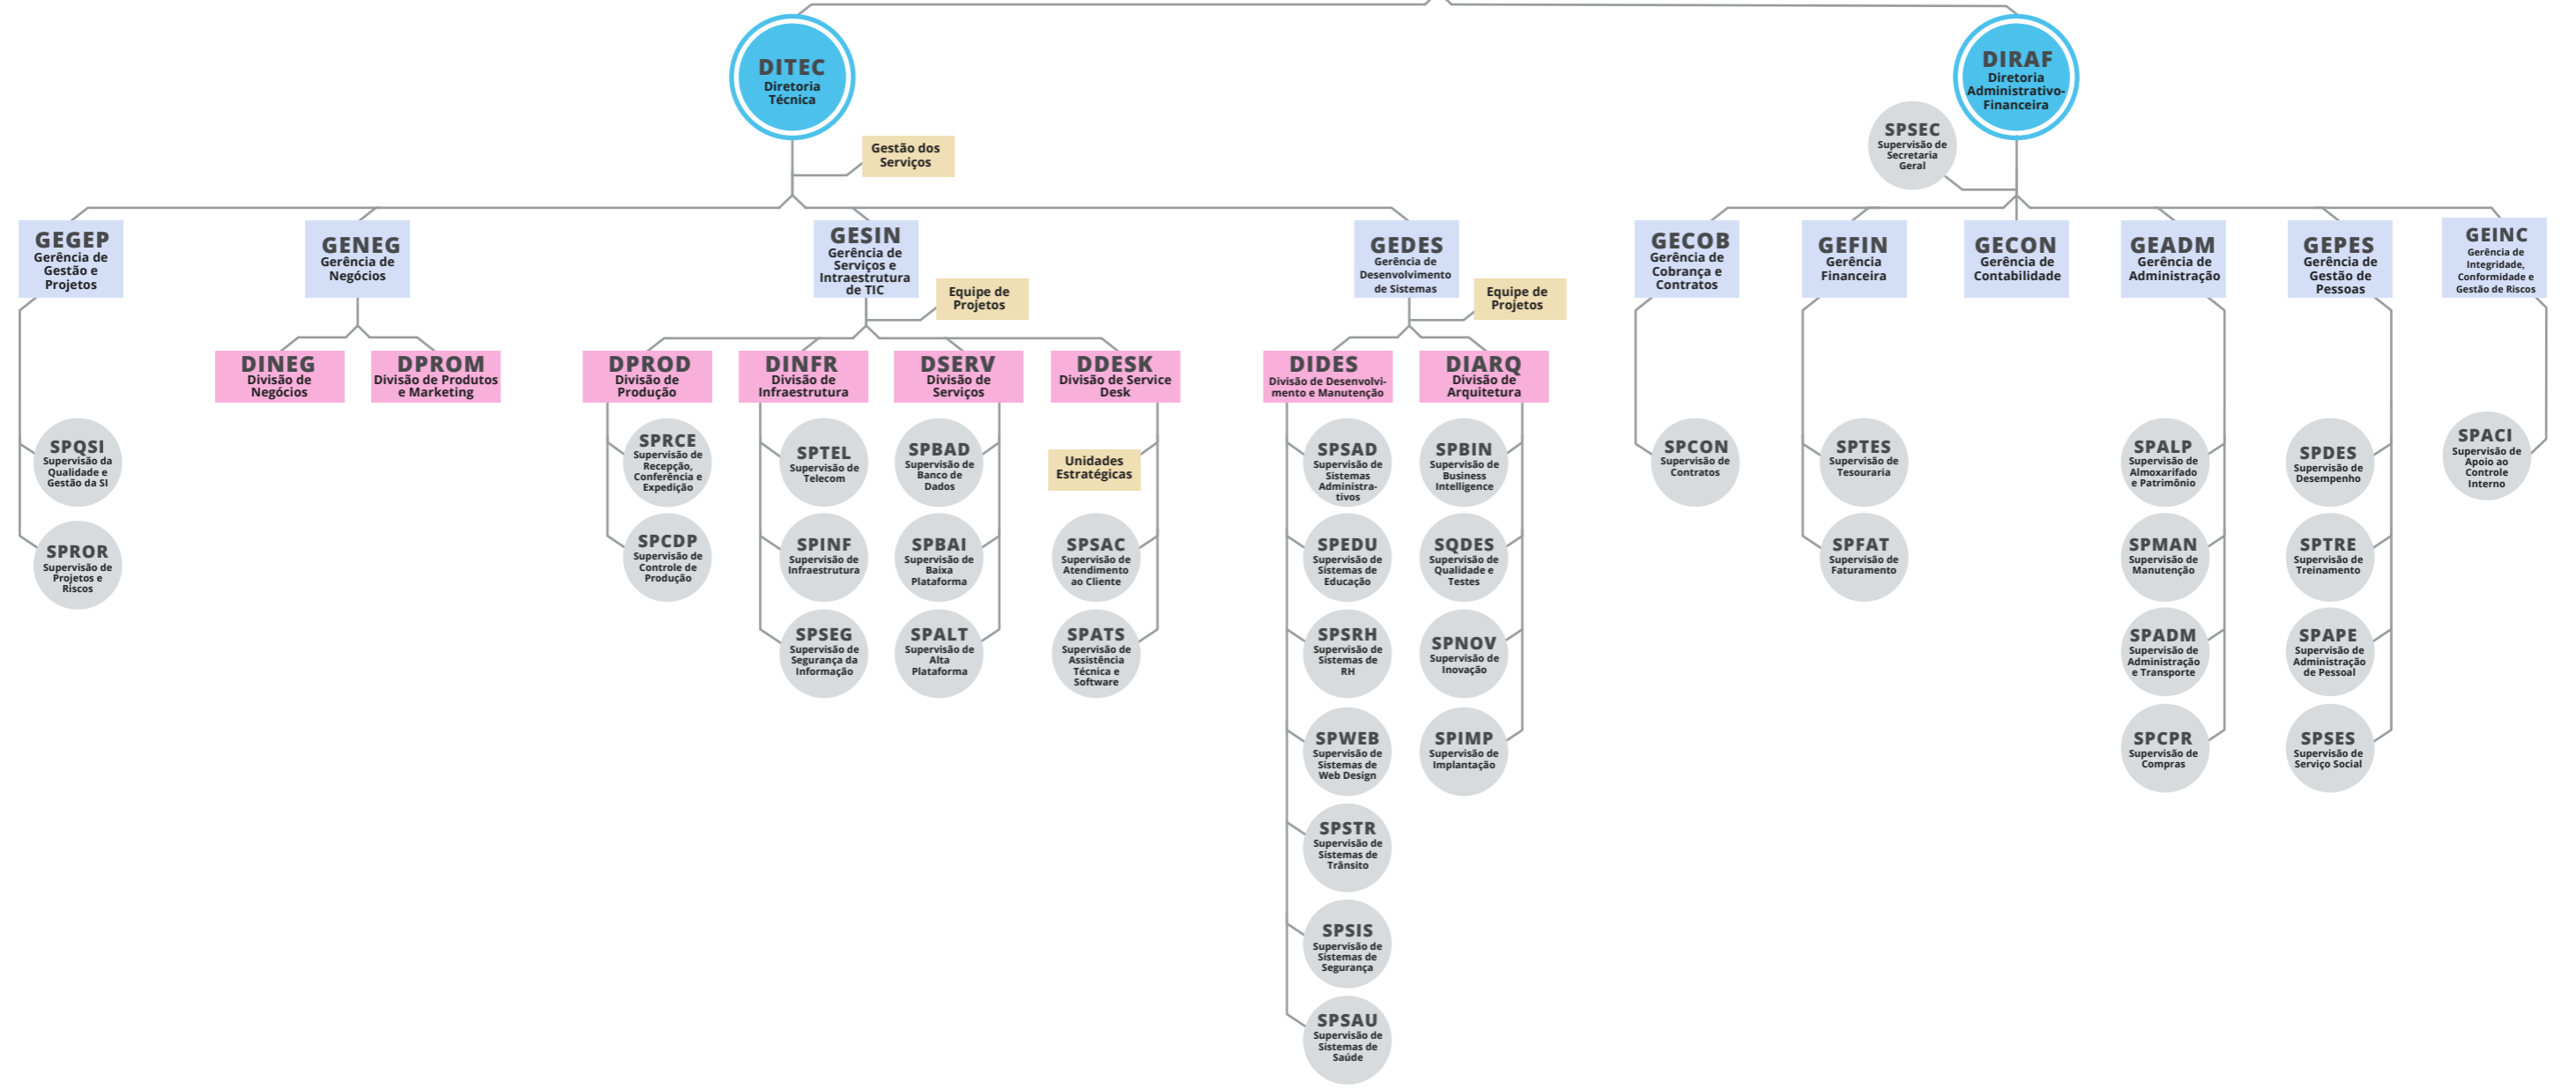 DITEC
Diretoria
Técnica
DIRAF
Diretoria
Administrativo-
Financeira
SPSEC
Supervisão de
Secretaria
Geral
Gestão dos
Serviços
GEGEP
Gerência de
Gestão e
Projetos
GENEG
Gerência de
Negócios
GESIN
Gerência de
Serviços e
Intraestrutura
de TIC
GEDES
Gerência de
Desenvolvimento
de Sistemas
GECOB
Gerência de
Cobrança e
Contratos
GEFIN
Gerência
Financeira
GECON
Gerência de
Contabilidade
GEADM
Gerência de
Administração
GEPES
Gerência de
Gestão de
Pessoas
GEINC
Gerência de
Integridade,
Conformidade e
Gestão de Riscos
Equipe de
Projetos
Equipe de
Projetos
DINEG
Divisão de
Negócios
DPROM
Divisão de Produtos
e Marketing
DPROD
Divisão de
Produção
DINFR
Divisão de
Infraestrutura
DSERV
Divisão de
Serviços
DDESK
Divisão de Service
Desk
DIDES
Divisão de Desenvolvi-
mento e Manutenção
DIARQ
Divisão de
Arquitetura
SPQSI
Supervisão da
Qualidade e
Gestão da SI
SPROR
Supervisão de
Projetos e
Riscos
SPRCE
Supervisão de
Recepção,
Conferência e
Expedição
SPCDP
Supervisão de
Controle de
Produção
SPTEL
Supervisão de
Telecom
SPINF
Supervisão de
Infraestrutura
SPSEG
Supervisão de
Segurança da
Informação
SPBAD
Supervisão de
Banco de
Dados
SPBAI
Supervisão de
Baixa
Plataforma
SPALT
Supervisão de
Alta
Plataforma
Unidades
Estratégicas
SPSAC
Supervisão de
Atendimento
ao Cliente
SPATS
Supervisão de
Assistência
Técnica e
Software
SPSAD
Supervisão de
Sistemas
Administra-
tivos
SPEDU
Supervisão de
Sistemas de
Educação
SPSRH
Supervisão de
Sistemas de
RH
SPWEB
Supervisão de
Sistemas de
Web Design
SPSTR
Supervisão de
Sistemas de
Trânsito
SPSIS
Supervisão de
Sistemas de
Segurança
SPSAU
Supervisão de
Sistemas de
Saúde
SPBIN
Supervisão de
Business
Intelligence
SQDES
Supervisão de
Qualidade e
Testes
SPNOV
Supervisão de
Inovação
SPIMP
Supervisão de
Implantação
SPCON
Supervisão de
Contratos
SPTES
Supervisão de
Tesouraria
SPFAT
Supervisão de
Faturamento
SPALP
Supervisão de
Almoxarifado
e Patrimônio
SPMAN
Supervisão de
Manutenção
SPADM
Supervisão de
Administração
e Transporte
SPCPR
Supervisão de
Compras
SPDES
Supervisão de
Desempenho
SPTRE
Supervisão de
Treinamento
SPAPE
Supervisão de
Administração
de Pessoal
SPSES
Supervisão de
Serviço Social
SPACI
Supervisão de
Apoio ao
Controle
Interno